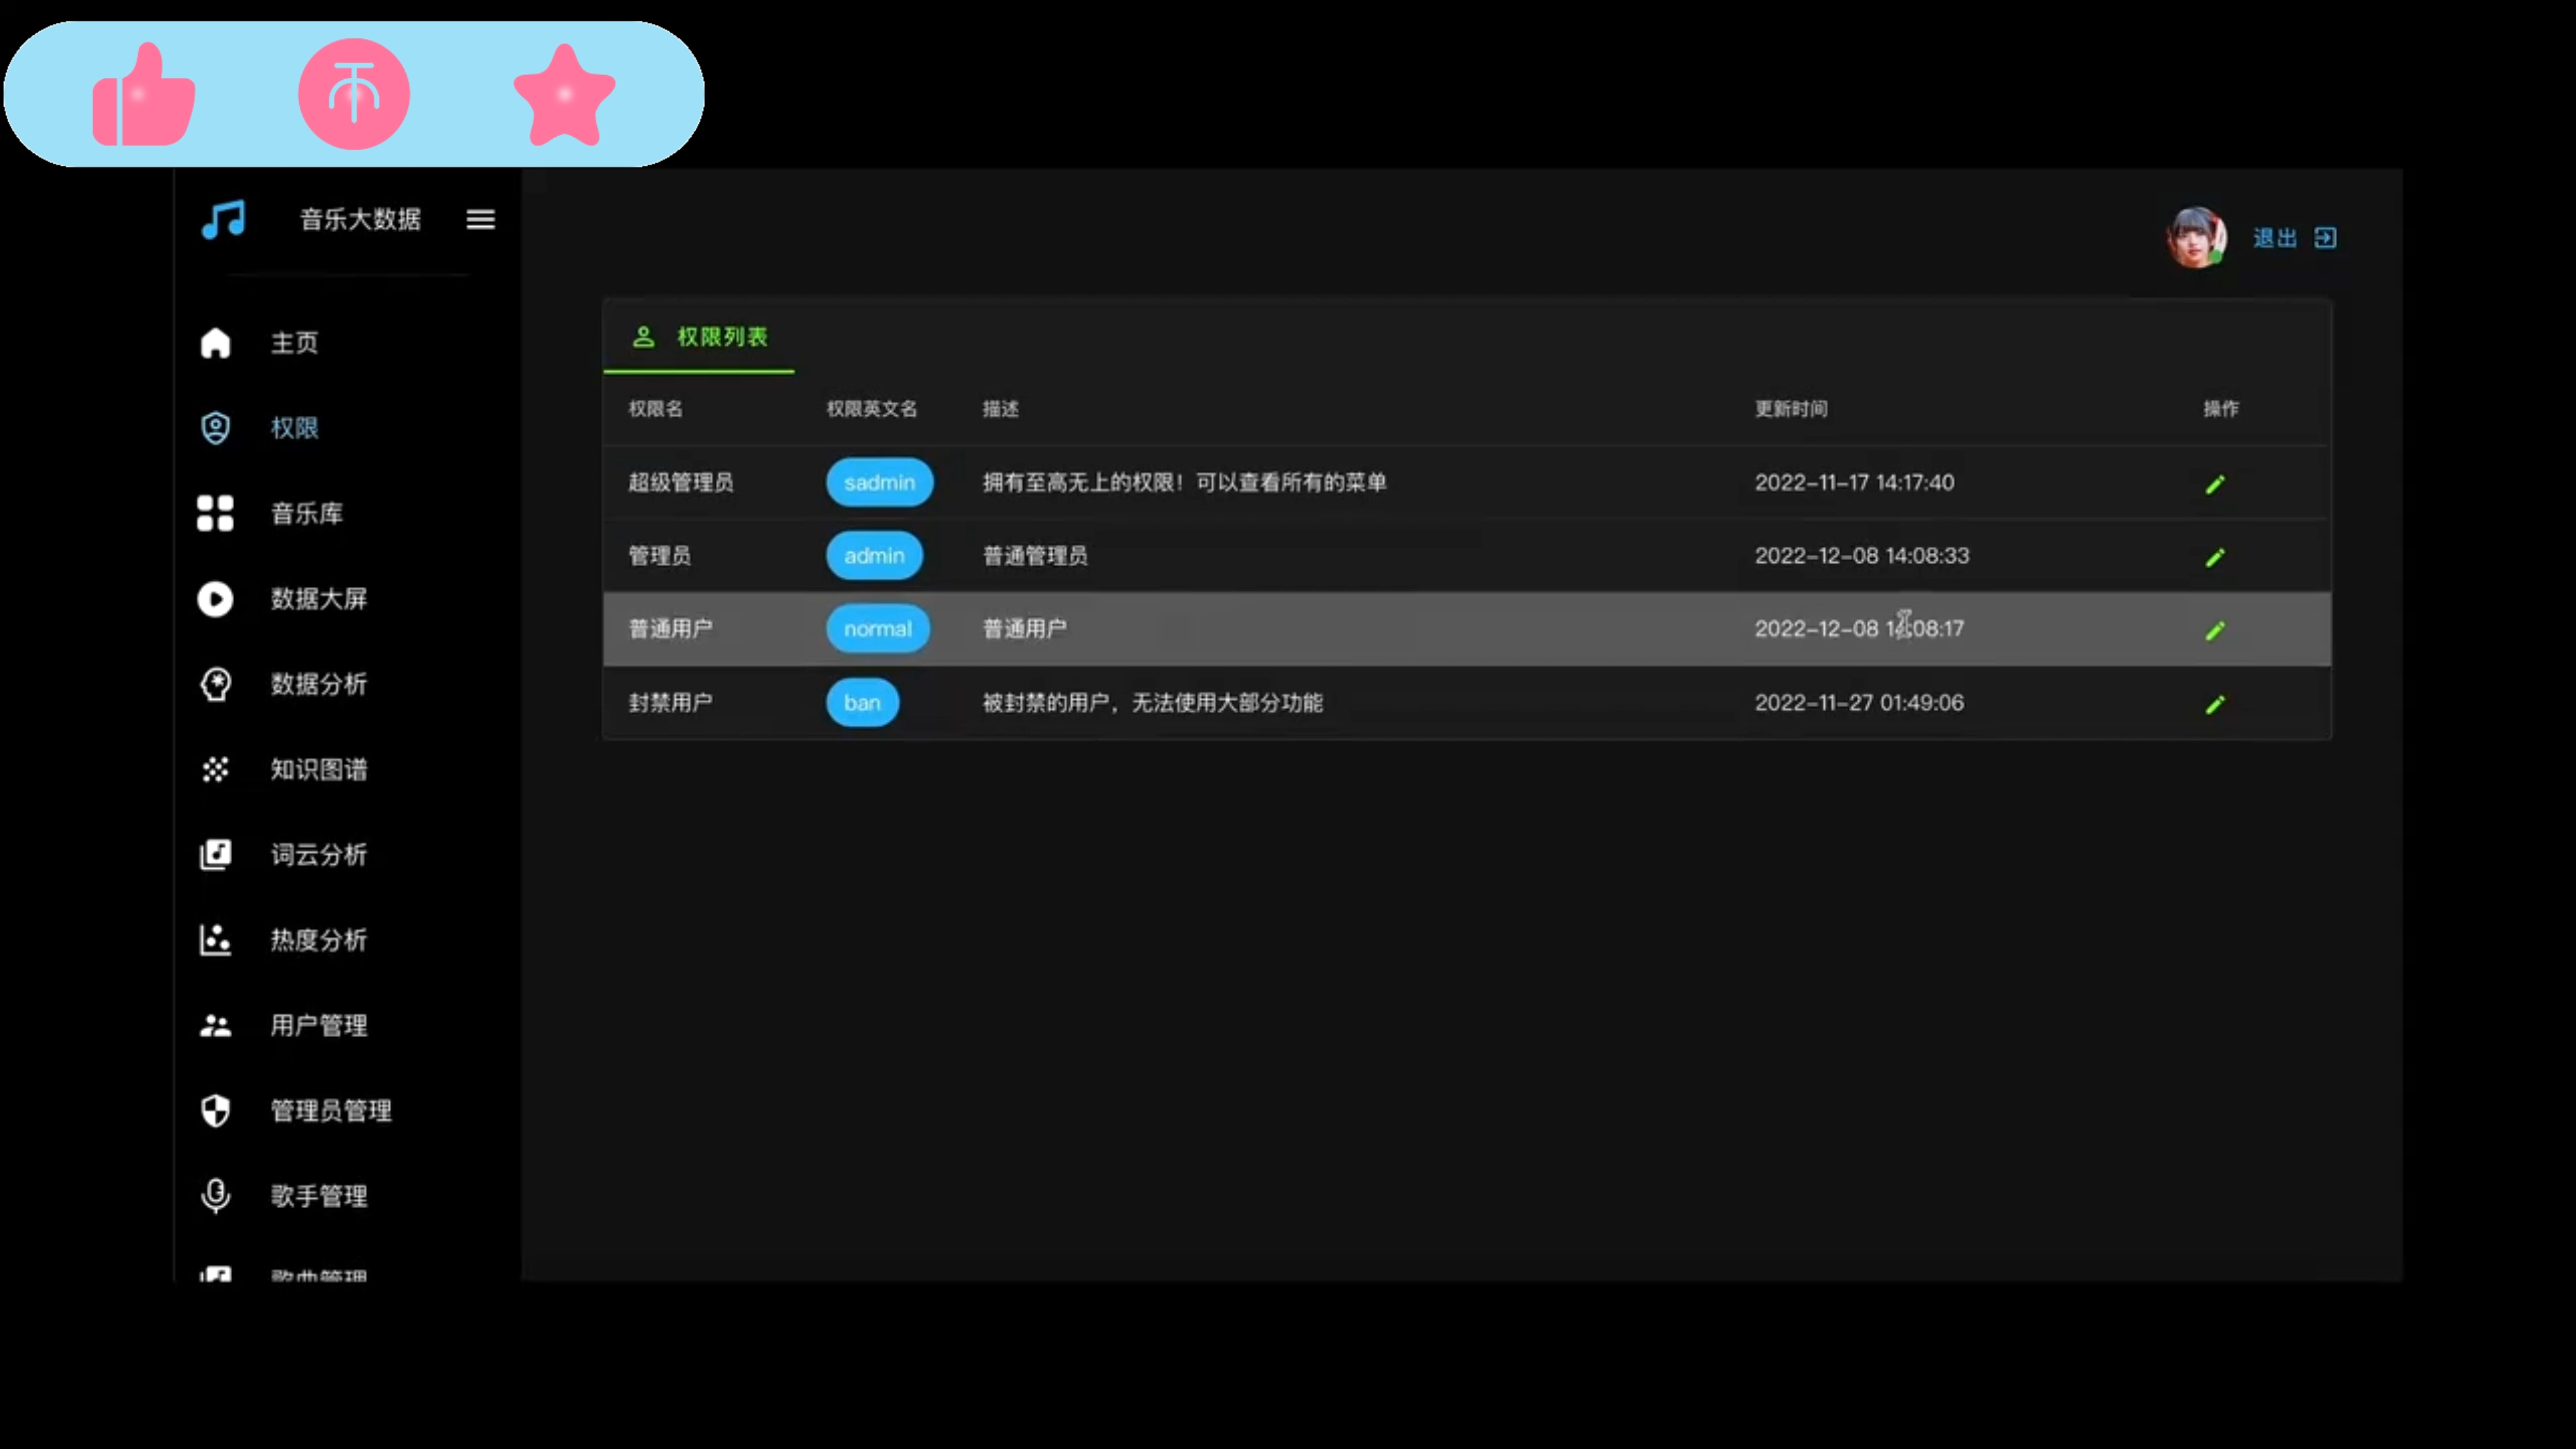 音乐大数据
退出
主页
权限
音乐库
数据大屏
数据分析
知识图谱
词云分析
热度分析
用户管理
管理员管理
歌手管理
歌曲管理
权限列表
权限名 权限英文名 描述 更新时间 操作
超级管理员 sadmin 拥有至高无上的权限！可以查看所有的菜单 2022-11-17 14:17:40
管理员 admin 普通管理员 2022-12-08 14:08:33
普通用户 normal 普通用户 2022-12-08 14:08:17
封禁用户 ban 被封禁的用户，无法使用大部分功能 2022-11-27 01:49:06